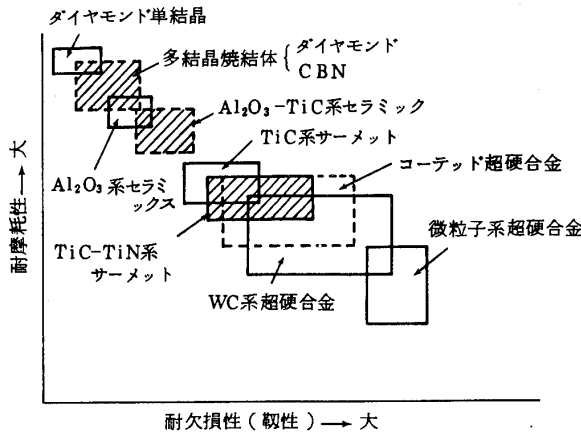 ダイヤモンド単結晶
多結晶焼結体
ダイヤモンド
CBN
Al₂O₃−TiC系セラミック
TiC系サーメット
コーテッド超硬合金
Al₂O₃系セラミ
ックス
微粒子系超硬合金
TiC−TiN系
サーメット
WC系超硬合金
耐摩耗性→大
耐欠損性(靱性)→大